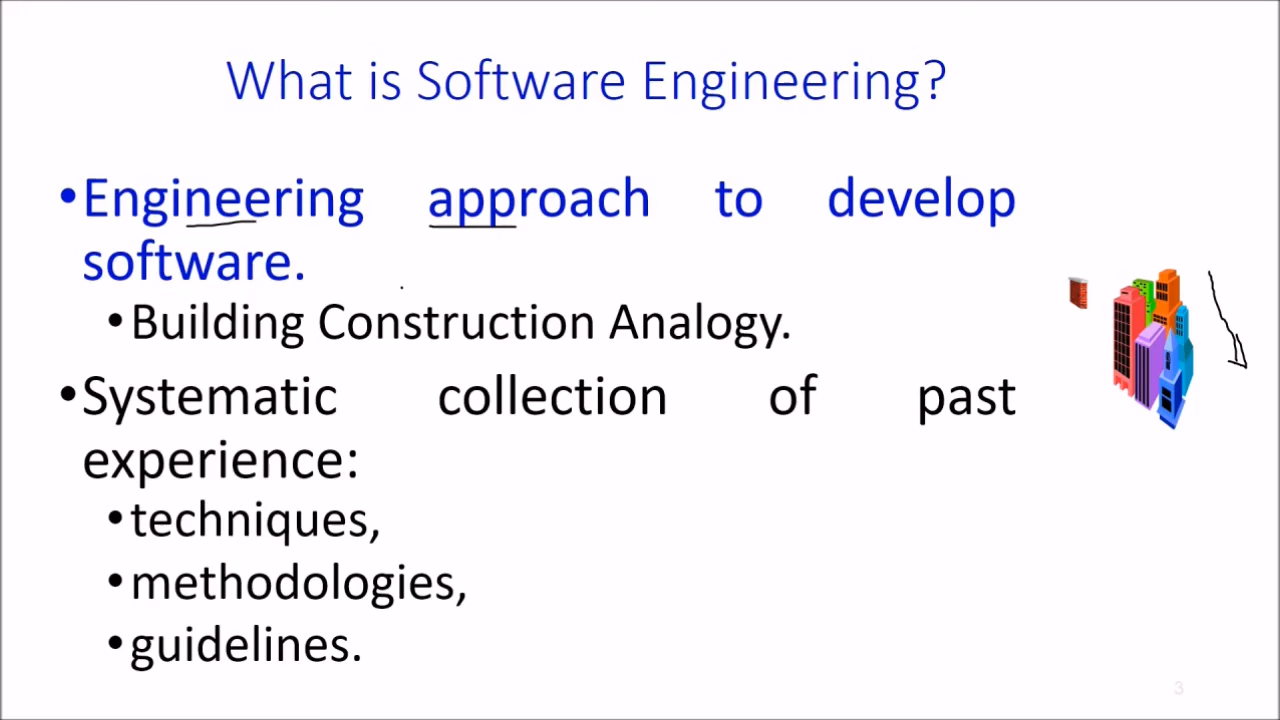 What is Software Engineering?
•Engineering approach to develop
software.
•Building Construction Analogy.
•Systematic collection of past
experience:
•techniques,
•methodologies,
•guidelines.
3